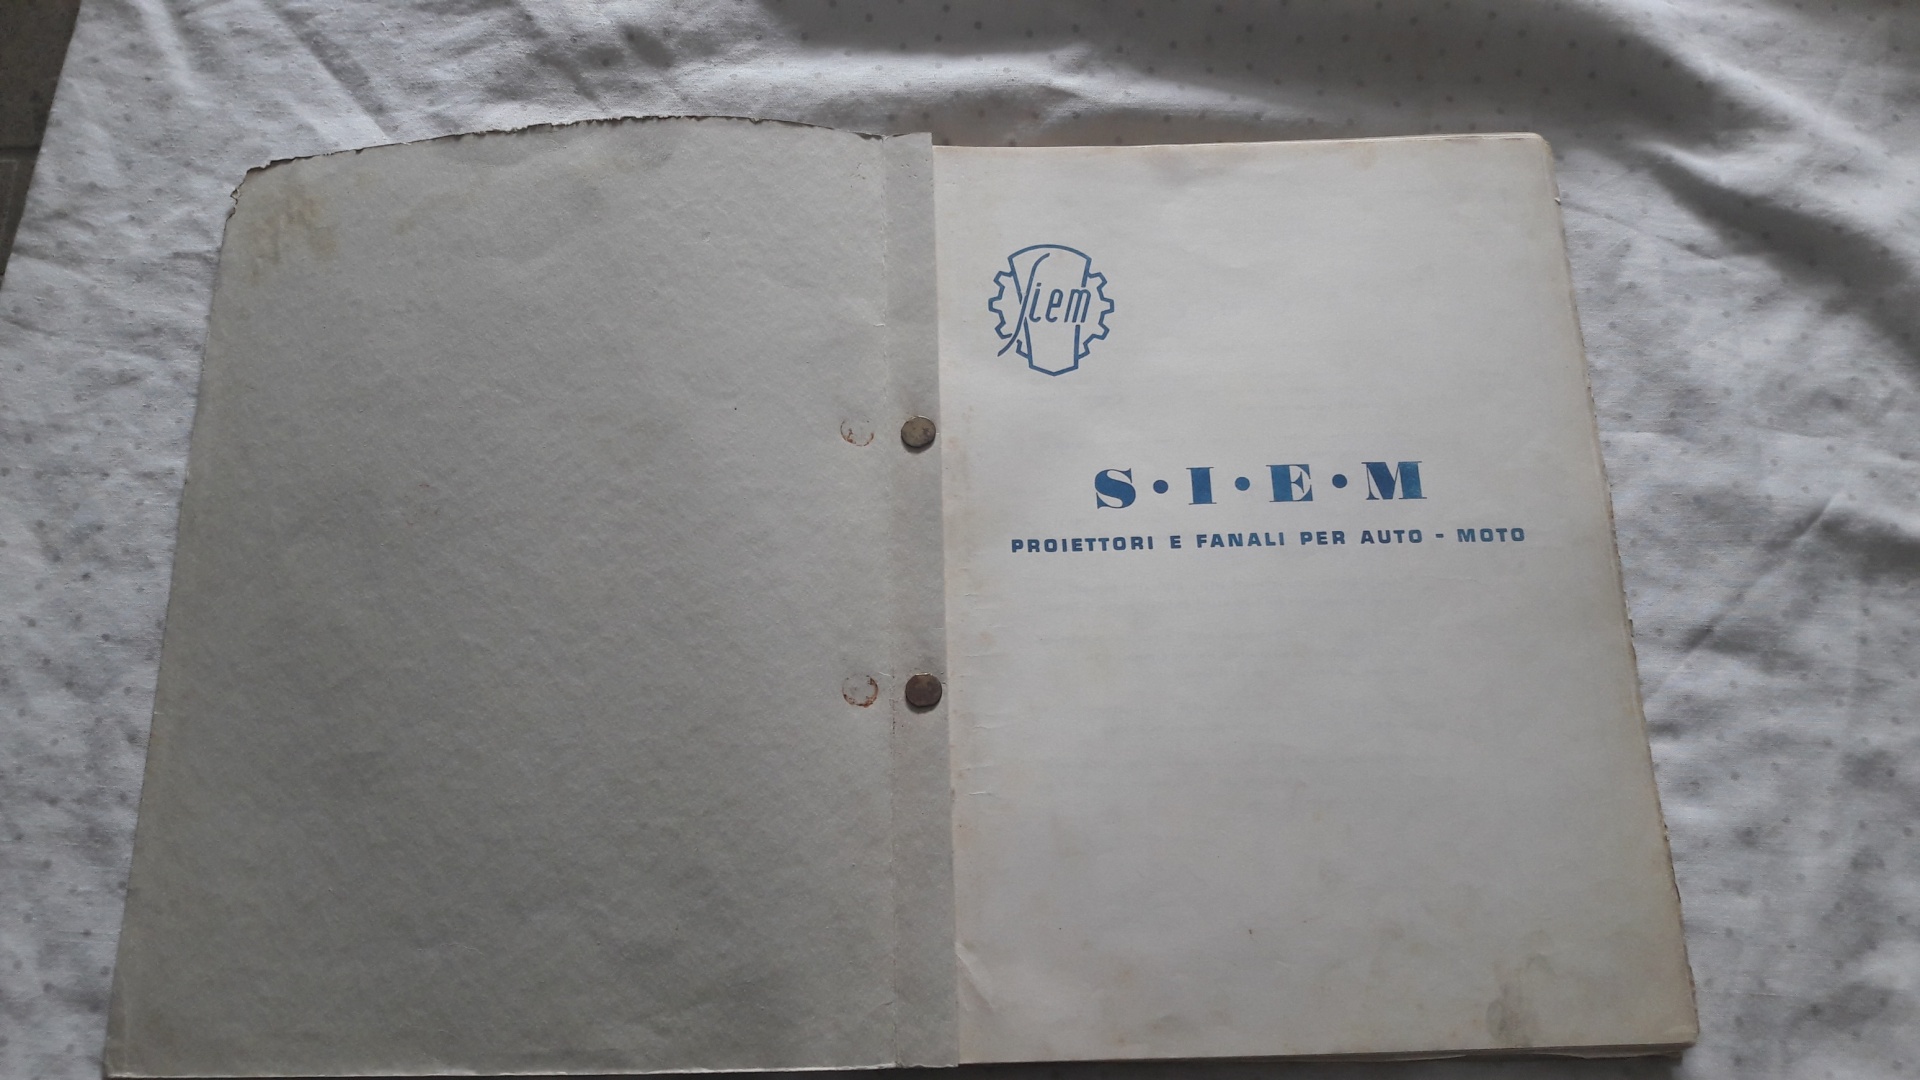 Siem
S•I•E•M
PROIETTORI E FANALI PER AUTO - MOTO